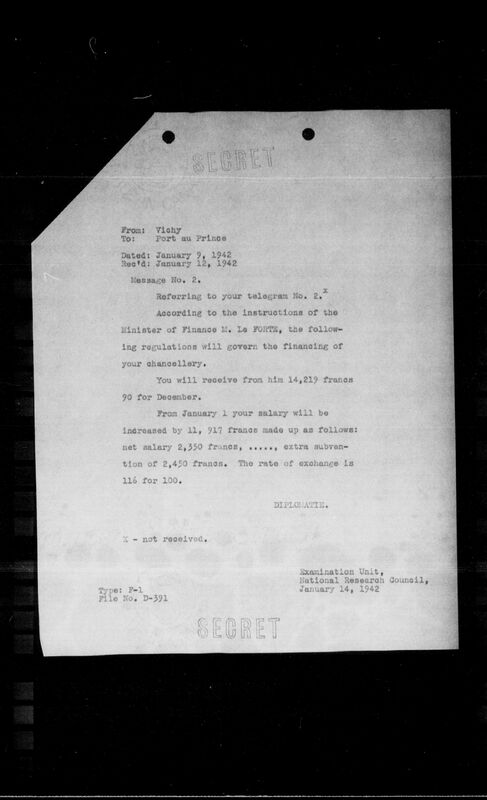 SECRET
From: Vichy
To: Port au Prince
Dated: January 9, 1942
Rec'd: January 12, 1942
Message No. 2.
Referring to your telegram No. 2.X
According to the instructions of the
Minister of Finance M. Le FORTE, the follow-
ing regulations will govern the financing of
your chancellery.
You will receive from him 14,219 francs
90 for December.
From January 1 your salary will be
increased by 11, 917 francs made up as follows:
net salary 2,350 francs, ....., extra subven-
tion of 2,450 francs. The rate of exchange is
116 for 100.
DIPLOMATIE.
X - not received.
Examination Unit,
National Research Council,
January 14, 1942
Type: F-1
File No. D-391
SECRET